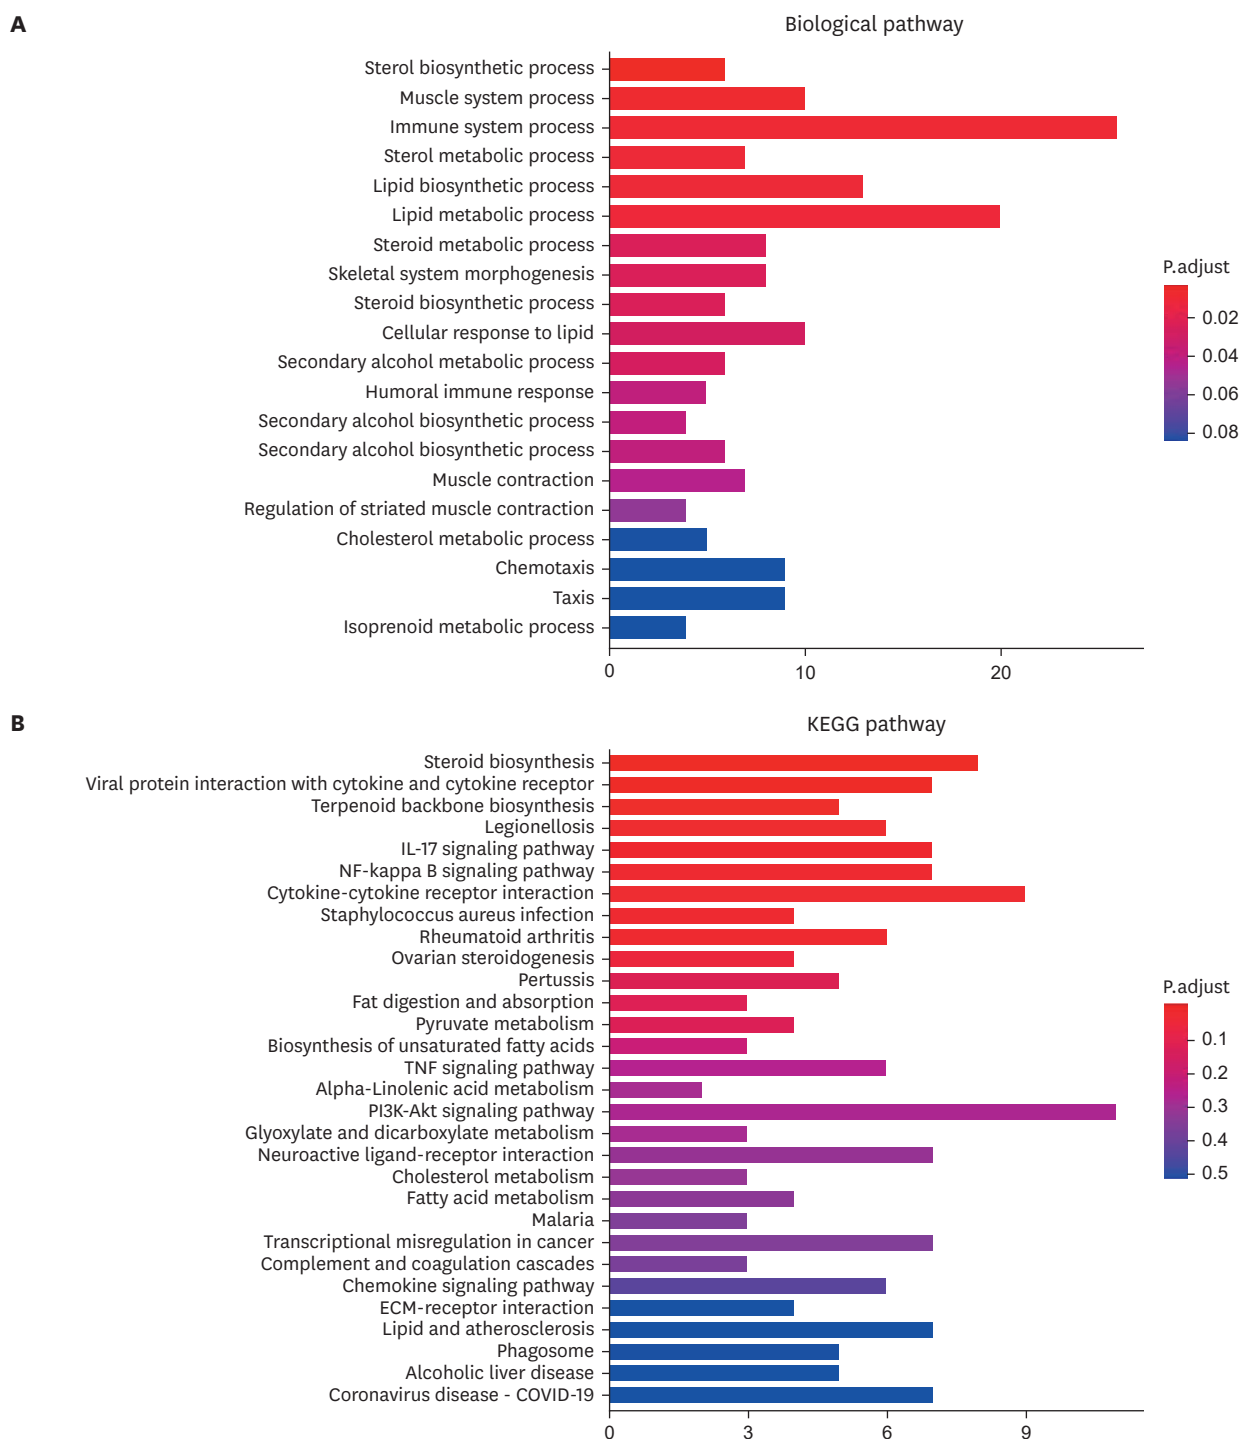 A
Biological pathway
Sterol biosynthetic process
Muscle system process
Immune system process
Sterol metabolic process
Lipid biosynthetic process
Lipid metabolic process
Steroid metabolic process
Skeletal system morphogenesis
Steroid biosynthetic process
Cellular response to lipid
Secondary alcohol metabolic process
Humoral immune response
Secondary alcohol biosynthetic process
Secondary alcohol biosynthetic process
Muscle contraction
Regulation of striated muscle contraction
Cholesterol metabolic process
Chemotaxis
Taxis
Isoprenoid metabolic process
0 10 20
P.adjust
0.02
0.04
0.06
0.08
B
KEGG pathway
Steroid biosynthesis
Viral protein interaction with cytokine and cytokine receptor
Terpenoid backbone biosynthesis
Legionellosis
IL-17 signaling pathway
NF-kappa B signaling pathway
Cytokine-cytokine receptor interaction
Staphylococcus aureus infection
Rheumatoid arthritis
Ovarian steroidogenesis
Pertussis
Fat digestion and absorption
Pyruvate metabolism
Biosynthesis of unsaturated fatty acids
TNF signaling pathway
Alpha-Linolenic acid metabolism
PI3K-Akt signaling pathway
Glyoxylate and dicarboxylate metabolism
Neuroactive ligand-receptor interaction
Cholesterol metabolism
Fatty acid metabolism
Malaria
Transcriptional misregulation in cancer
Complement and coagulation cascades
Chemokine signaling pathway
ECM-receptor interaction
Lipid and atherosclerosis
Phagosome
Alcoholic liver disease
Coronavirus disease - COVID-19
0 3 6 9
P.adjust
0.1
0.2
0.3
0.4
0.5